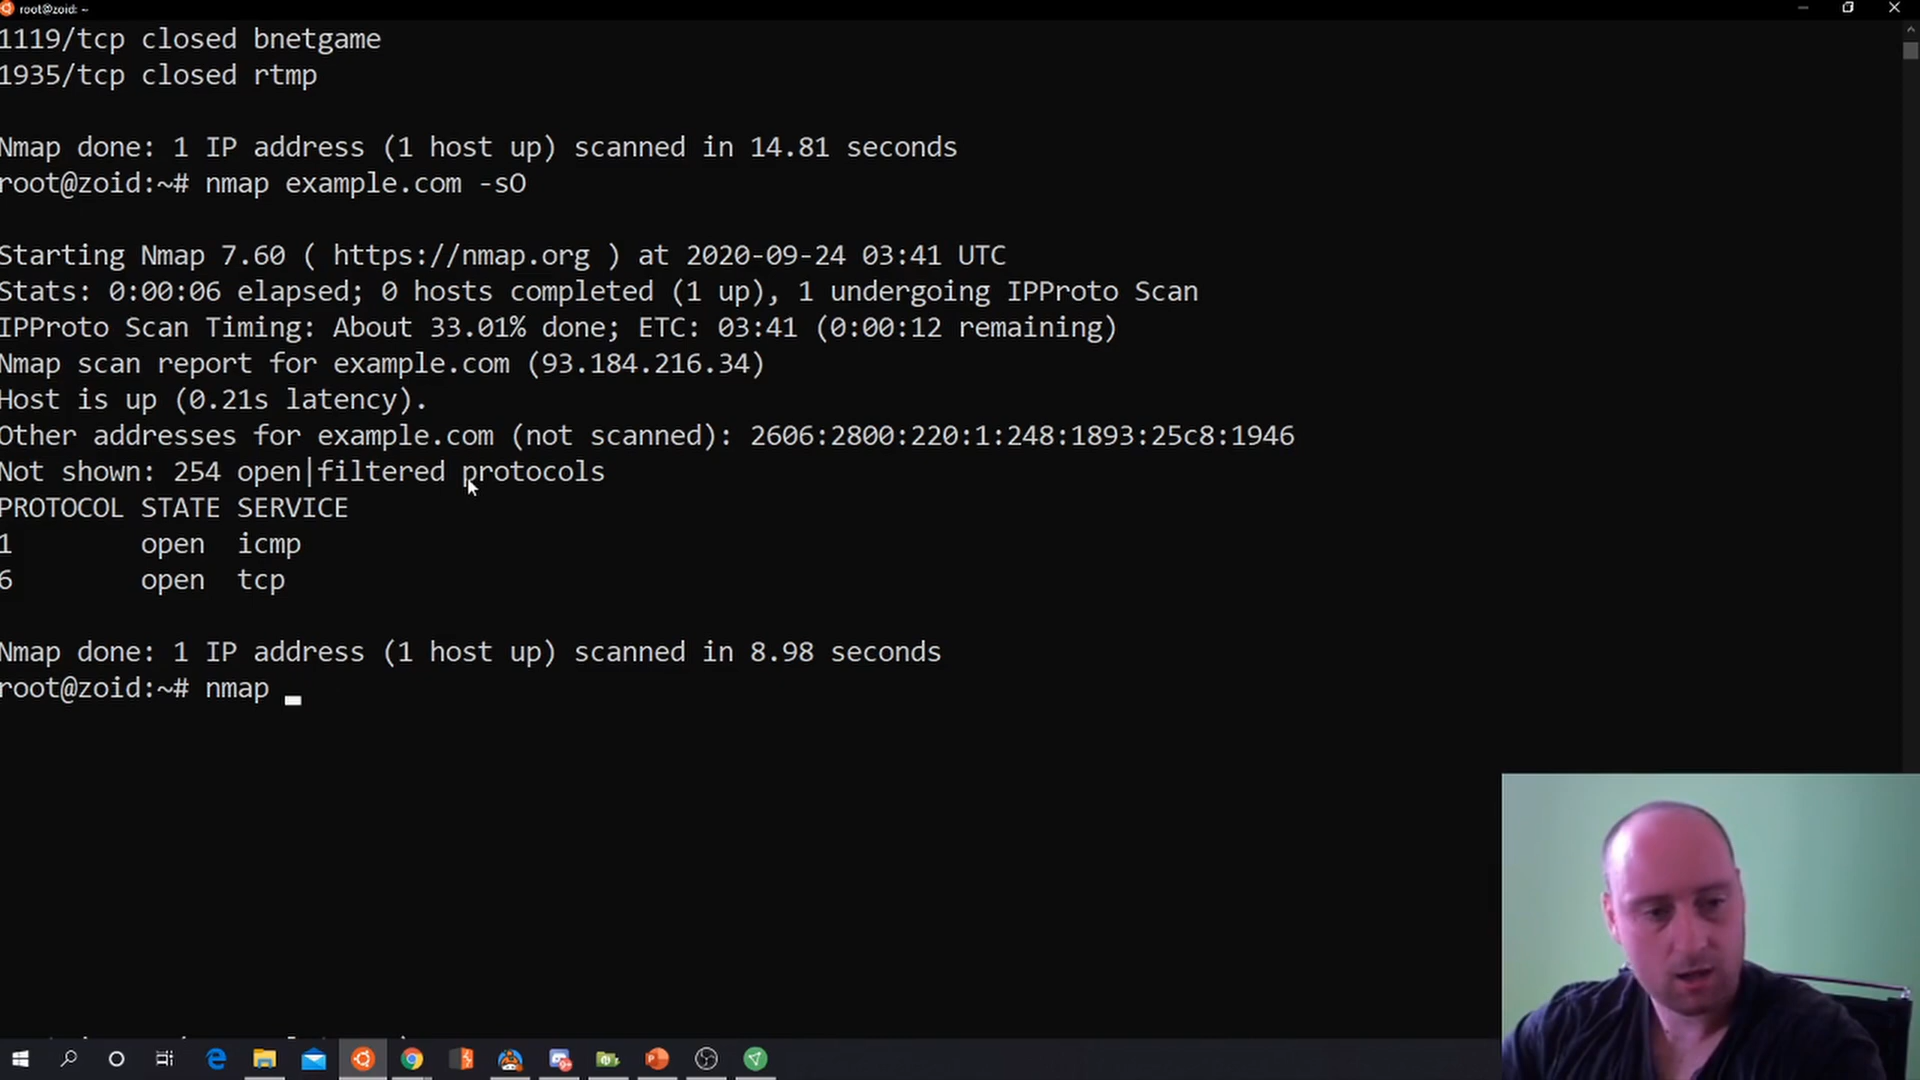 root@zoid: ~
1119/tcp closed bnetgame
1935/tcp closed rtmp
Nmap done: 1 IP address (1 host up) scanned in 14.81 seconds
root@zoid:~# nmap example.com -sO
Starting Nmap 7.60 ( https://nmap.org ) at 2020-09-24 03:41 UTC
Stats: 0:00:06 elapsed; 0 hosts completed (1 up), 1 undergoing IPProto Scan
IPProto Scan Timing: About 33.01% done; ETC: 03:41 (0:00:12 remaining)
Nmap scan report for example.com (93.184.216.34)
Host is up (0.21s latency).
Other addresses for example.com (not scanned): 2606:2800:220:1:248:1893:25c8:1946
Not shown: 254 open|filtered protocols
PROTOCOL STATE SERVICE
1 open icmp
6 open tcp
Nmap done: 1 IP address (1 host up) scanned in 8.98 seconds
root@zoid:~# nmap